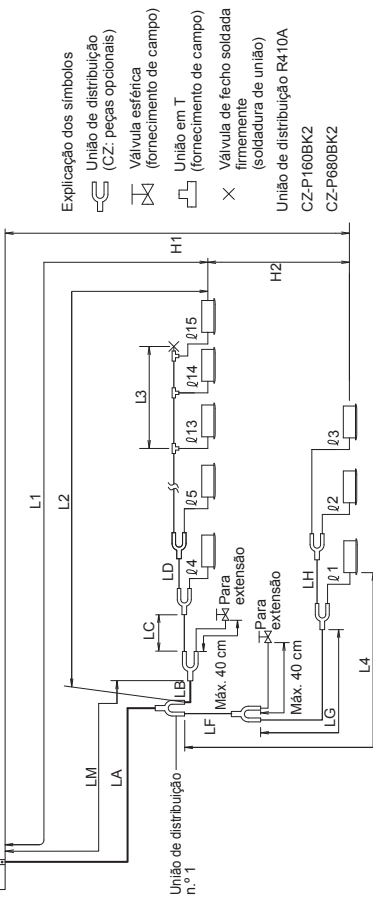 Explicação dos símbolos
União de distribuição
(CZ: peças opcionais)
Válvula esférica
(fornecimento de campo)
União em T
(fornecimento de campo)
Válvula de fecho soldada
firmemente
(soldadura de união)
União de distribuição R410A
CZ-P160BK2
CZ-P680BK2
H1
H2
L1
L2
L3
ℓ15
ℓ14
ℓ13
ℓ5
ℓ4
LD
LC
LB
Para
extensão
Máx. 40 cm
LM
LA
LF
União de distribuição
n.º 1
Para
extensão
Máx. 40 cm
LG
LH
ℓ1
ℓ2
ℓ3
L4